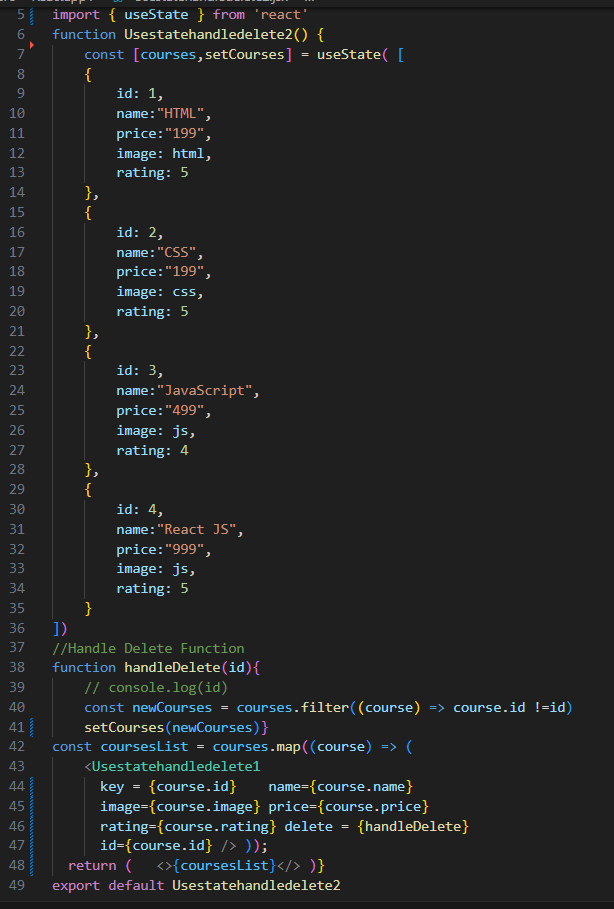 5 import { useState } from 'react'
6 function Usestatehandledelete2() {
7 const [courses,setCourses] = useState( [
8 {
9 id: 1,
10 name:"HTML",
11 price:"199",
12 image: html,
13 rating: 5
14 },
15 {
16 id: 2,
17 name:"CSS",
18 price:"199",
19 image: css,
20 rating: 5
21 },
22 {
23 id: 3,
24 name:"JavaScript",
25 price:"499",
26 image: js,
27 rating: 4
28 },
29 {
30 id: 4,
31 name:"React JS",
32 price:"999",
33 image: js,
34 rating: 5
35 }
36 ])
37 //Handle Delete Function
38 function handleDelete(id){
39 // console.log(id)
40 const newCourses = courses.filter((course) => course.id !=id)
41 setCourses(newCourses)}
42 const coursesList = courses.map((course) => (
43 <Usestatehandledelete1
44 key = {course.id} name={course.name}
45 image={course.image} price={course.price}
46 rating={course.rating} delete = {handleDelete}
47 id={course.id} /> ));
48 return ( <>{coursesList}</> )}
49 export default Usestatehandledelete2